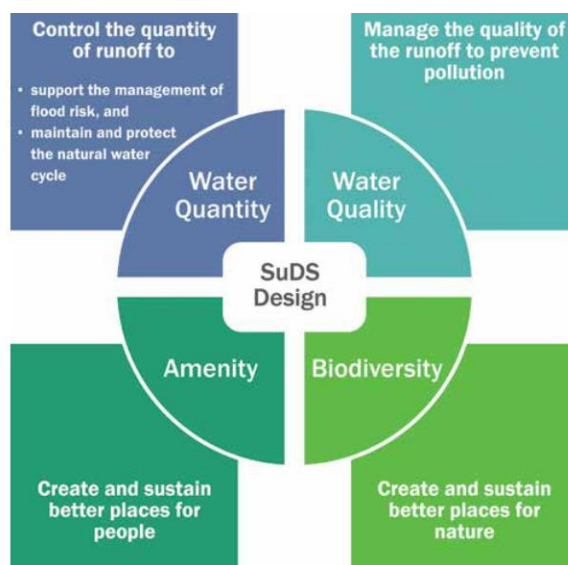 Control the quantity
of runoff to
• support the management of
flood risk, and
• maintain and protect
the natural water
cycle
Manage the quality of
the runoff to prevent
pollution
Water
Quantity
Water
Quality
SuDS
Design
Amenity
Biodiversity
Create and sustain
better places for
people
Create and sustain
better places for
nature